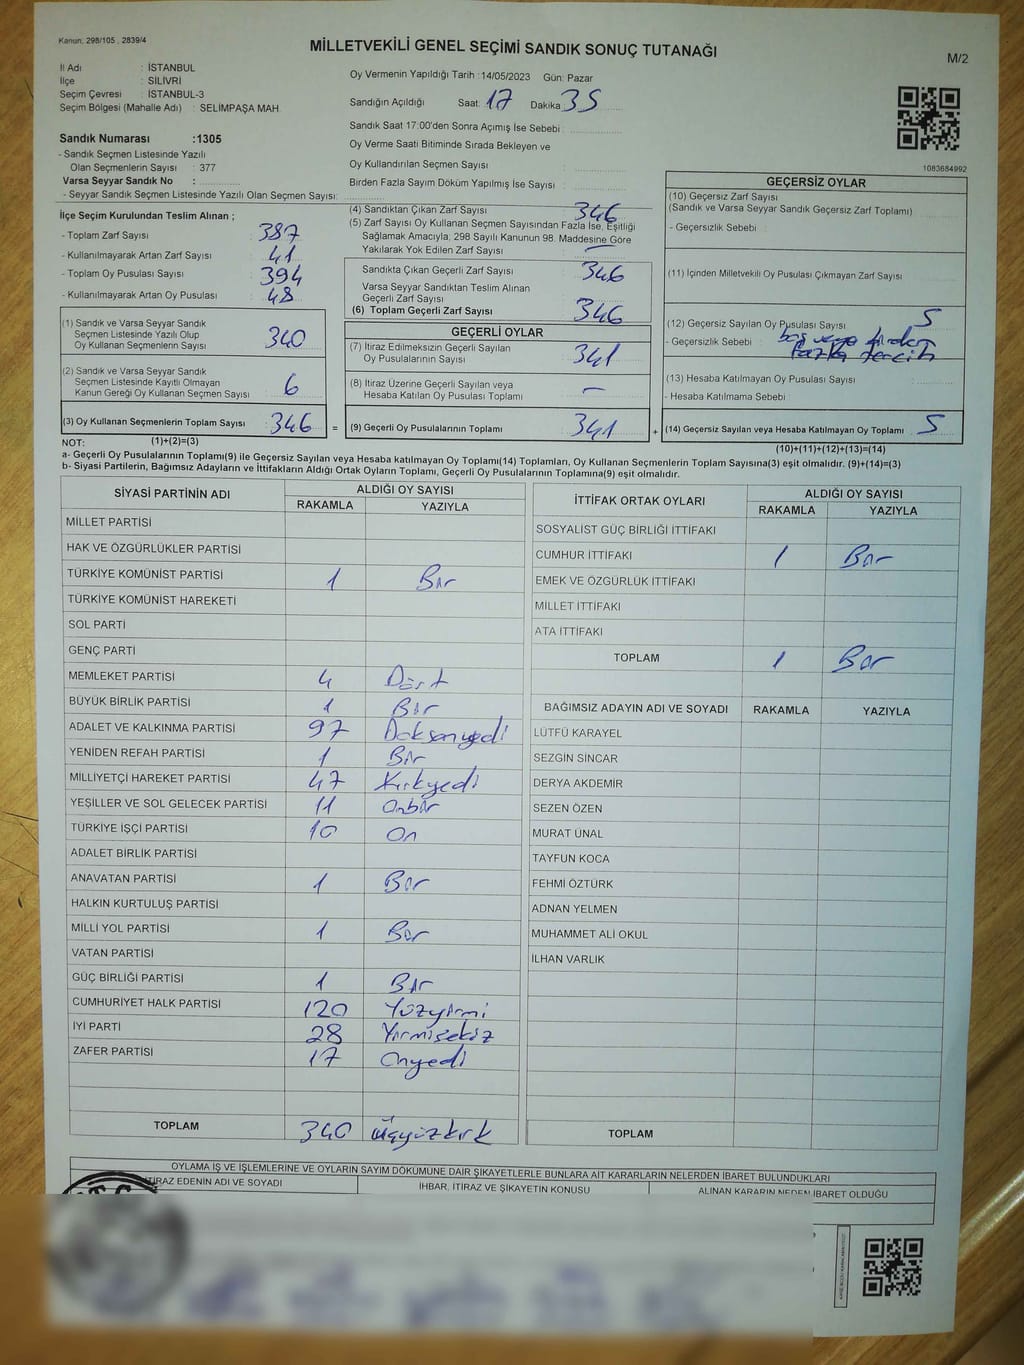 Kanun: 298/105 , 2839/4
MİLLETVEKİLİ GENEL SEÇİMİ SANDIK SONUÇ TUTANAĞI
M/2
İl Adı : İSTANBUL
İlçe : SİLİVRİ
Seçim Çevresi : İSTANBUL-3
Seçim Bölgesi (Mahalle Adı) : SELİMPAŞA MAH.
Sandık Numarası :1305
- Sandık Seçmen Listesinde Yazılı
Olan Seçmenlerin Sayısı : 377
Varsa Seyyar Sandık No :
- Seyyar Sandık Seçmen Listesinde Yazılı Olan Seçmen Sayısı:
Oy Vermenin Yapıldığı Tarih :14/05/2023 Gün: Pazar
Sandığın Açıldığı Saat: 17 Dakika 35
Sandık Saat 17:00'den Sonra Açımış İse Sebebi :
Oy Verme Saati Bitiminde Sırada Bekleyen ve
Oy Kullandırılan Seçmen Sayısı :
Birden Fazla Sayım Döküm Yapılmış İse Sayısı :
1083684992
İlçe Seçim Kurulundan Teslim Alınan ;
- Toplam Zarf Sayısı : 387
- Kullanılmayarak Artan Zarf Sayısı : 41
- Toplam Oy Pusulası Sayısı : 394
- Kullanılmayarak Artan Oy Pusulası : 48
(4) Sandıktan Çıkan Zarf Sayısı : 346
(5) Zarf Sayısı Oy Kullanan Seçmen Sayısından Fazla İse, Eşitliği
Sağlamak Amacıyla, 298 Sayılı Kanunun 98. Maddesine Göre
Yakılarak Yok Edilen Zarf Sayısı : —
Sandıkta Çıkan Geçerli Zarf Sayısı : 346
Varsa Seyyar Sandıktan Teslim Alınan
Geçerli Zarf Sayısı
(6) Toplam Geçerli Zarf Sayısı : 346
GEÇERSİZ OYLAR
(10) Geçersiz Zarf Sayısı
(Sandık ve Varsa Seyyar Sandık Geçersiz Zarf Toplamı)
- Geçersizlik Sebebi :
(11) İçinden Milletvekili Oy Pusulası Çıkmayan Zarf Sayısı
(12) Geçersiz Sayılan Oy Pusulası Sayısı : 5
- Geçersizlik Sebebi : boş veya birden
fazla tercih
(13) Hesaba Katılmayan Oy Pusulası Sayısı :
- Hesaba Katılmama Sebebi :
(14) Geçersiz Sayılan veya Hesaba Katılmayan Oy Toplamı : 5
(10)+(11)+(12)+(13)=(14)
(1) Sandık ve Varsa Seyyar Sandık
Seçmen Listesinde Yazılı Olup
Oy Kullanan Seçmenlerin Sayısı : 340
(2) Sandık ve Varsa Seyyar Sandık
Seçmen Listesinde Kayıtlı Olmayan
Kanun Gereği Oy Kullanan Seçmen Sayısı : 6
(3) Oy Kullanan Seçmenlerin Toplam Sayısı : 346 =
GEÇERLİ OYLAR
(7) İtiraz Edilmeksizin Geçerli Sayılan
Oy Pusulalarının Sayısı : 341
(8) İtiraz Üzerine Geçerli Sayılan veya
Hesaba Katılan Oy Pusulası Toplamı : —
(9) Geçerli Oy Pusulalarının Toplamı : 341 +
NOT: (1)+(2)=(3)
a- Geçerli Oy Pusulalarının Toplamı(9) ile Geçersiz Sayılan veya Hesaba katılmayan Oy Toplamı(14) Toplamları, Oy Kullanan Seçmenlerin Toplam Sayısına(3) eşit olmalıdır. (9)+(14)=(3)
b- Siyasi Partilerin, Bağımsız Adayların ve İttifakların Aldığı Ortak Oyların Toplamı, Geçerli Oy Pusulalarının Toplamına(9) eşit olmalıdır.
SİYASİ PARTİNİN ADI ALDIĞI OY SAYISI
RAKAMLA YAZIYLA
MİLLET PARTİSİ
HAK VE ÖZGÜRLÜKLER PARTİSİ
TÜRKİYE KOMÜNİST PARTİSİ 1 Bir
TÜRKİYE KOMÜNİST HAREKETİ
SOL PARTİ
GENÇ PARTİ
MEMLEKET PARTİSİ 4 Dört
BÜYÜK BİRLİK PARTİSİ 1 Bir
ADALET VE KALKINMA PARTİSİ 97 Doksanyedi
YENİDEN REFAH PARTİSİ 1 Bir
MİLLİYETÇİ HAREKET PARTİSİ 47 Kırkyedi
YEŞİLLER VE SOL GELECEK PARTİSİ 11 Onbir
TÜRKİYE İŞÇİ PARTİSİ 10 On
ADALET BİRLİK PARTİSİ
ANAVATAN PARTİSİ 1 Bir
HALKIN KURTULUŞ PARTİSİ
MİLLİ YOL PARTİSİ 1 Bir
VATAN PARTİSİ
GÜÇ BİRLİĞİ PARTİSİ 1 Bir
CUMHURİYET HALK PARTİSİ 120 Yüzyirmi
İYİ PARTİ 28 Yirmisekiz
ZAFER PARTİSİ 17 Onyedi
TOPLAM 340 Üçyüzkırk
İTTİFAK ORTAK OYLARI ALDIĞI OY SAYISI
RAKAMLA YAZIYLA
SOSYALİST GÜÇ BİRLİĞİ İTTİFAKI
CUMHUR İTTİFAKI 1 Bir
EMEK VE ÖZGÜRLÜK İTTİFAKI
MİLLET İTTİFAKI
ATA İTTİFAKI
TOPLAM 1 Bir
BAĞIMSIZ ADAYIN ADI VE SOYADI RAKAMLA YAZIYLA
LÜTFÜ KARAYEL
SEZGİN SİNCAR
DERYA AKDEMİR
SEZEN ÖZEN
MURAT ÜNAL
TAYFUN KOCA
FEHMİ ÖZTÜRK
ADNAN YELMEN
MUHAMMET ALİ OKUL
İLHAN VARLIK
TOPLAM
OYLAMA İŞ VE İŞLEMLERİNE VE OYLARIN SAYIM DÖKÜMÜNE DAİR ŞİKAYETLERLE BUNLARA AİT KARARLARIN NELERDEN İBARET BULUNDUKLARI
İTİRAZ EDENİN ADI VE SOYADI İHBAR, İTİRAZ VE ŞİKAYETİN KONUSU ALINAN KARARIN NEDEN İBARET OLDUĞU
T.C.